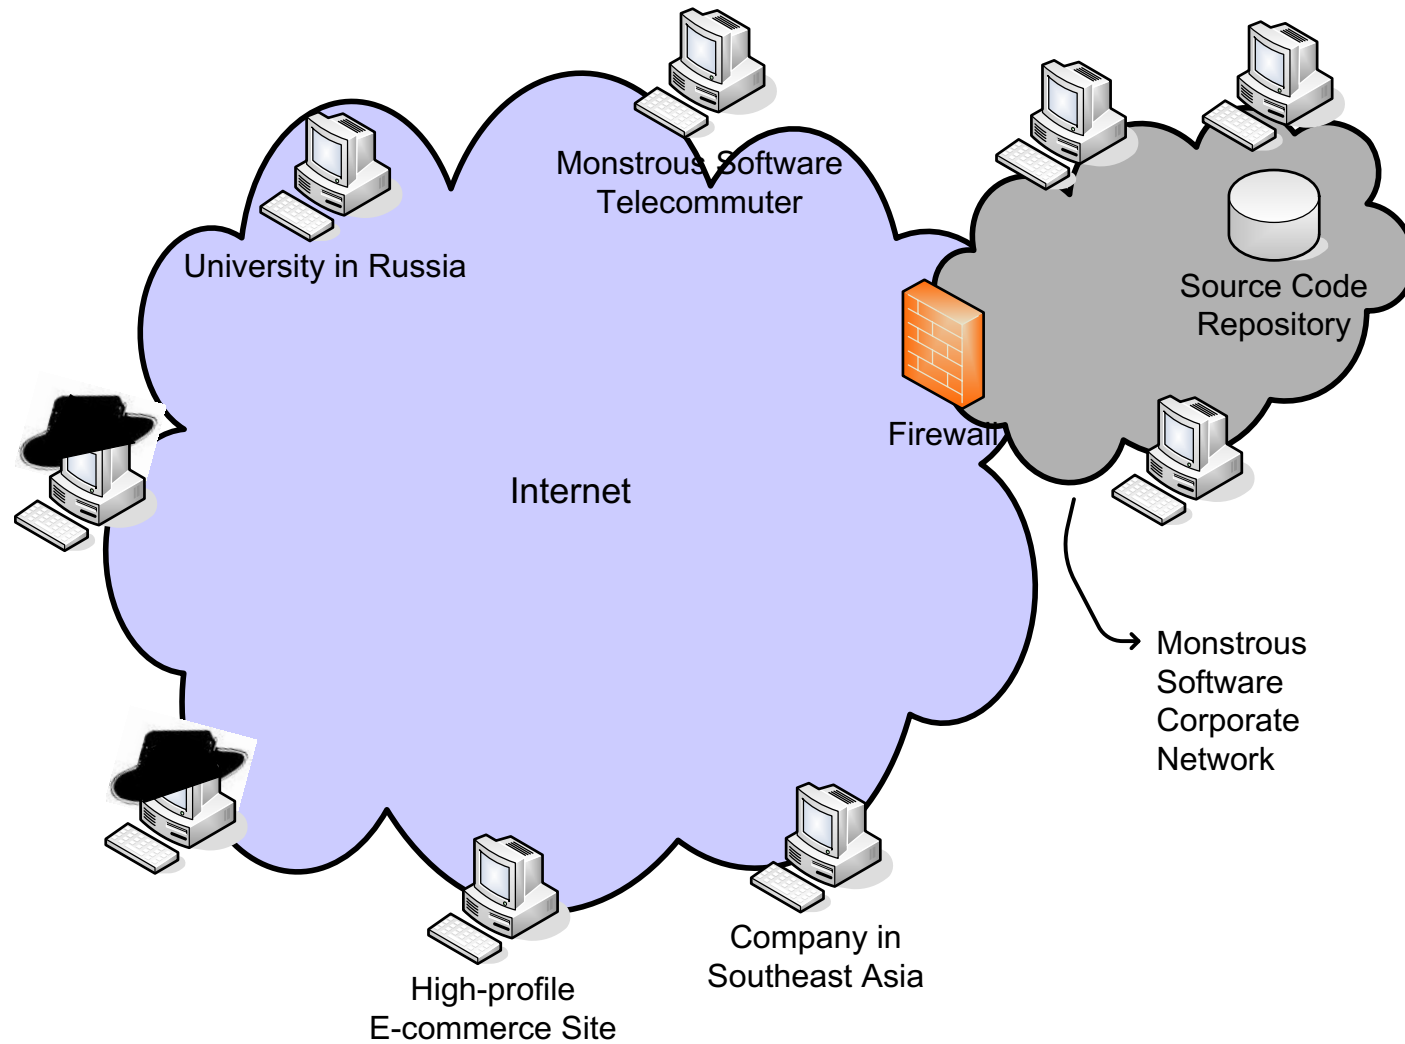 Monstrous Software
Telecommuter
University in Russia
Source Code
Repository
Firewall
Internet
Monstrous
Software
Corporate
Network
Company in
Southeast Asia
High-profile
E-commerce Site